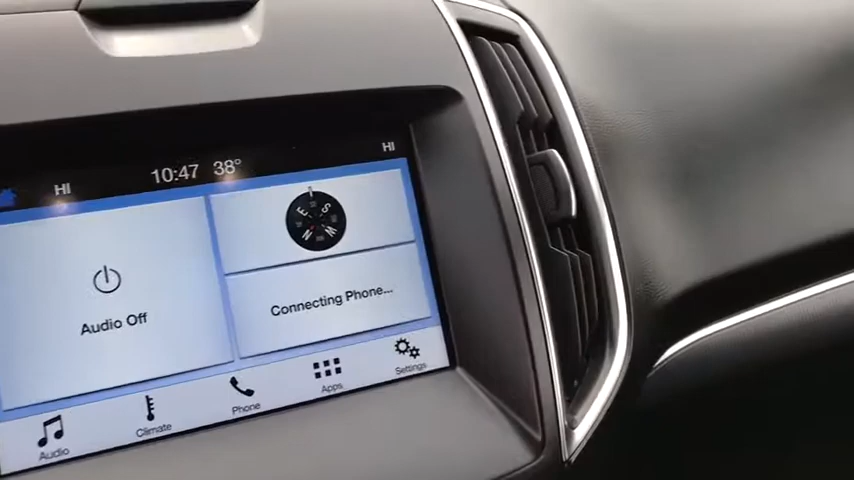 HI 10:47 38° HI
E S
N W
Audio Off
Connecting Phone...
Audio Climate Phone Apps Settings